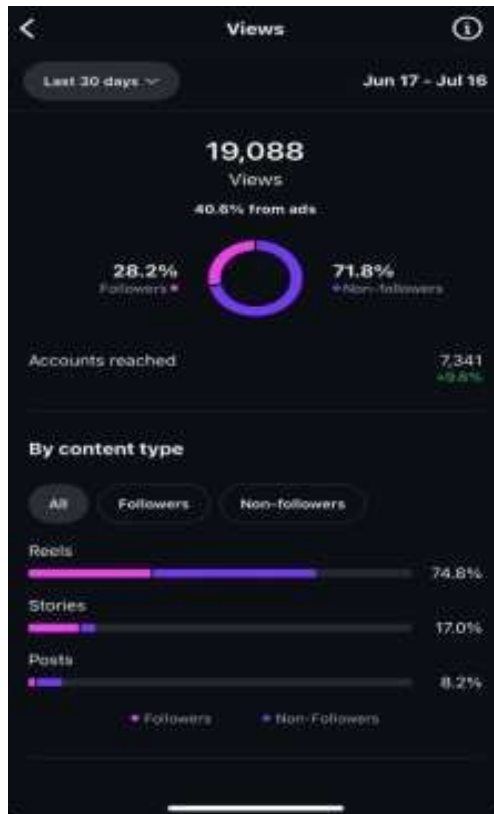 Views
Last 30 days
Jun 17 - Jul 16
19,088
Views
40.6% from ads
28.2%
Followers
71.8%
Non-followers
Accounts reached
7,341
+9.8%
By content type
All
Followers
Non-followers
Reels
74.8%
Stories
17.0%
Posts
8.2%
Followers
Non-Followers